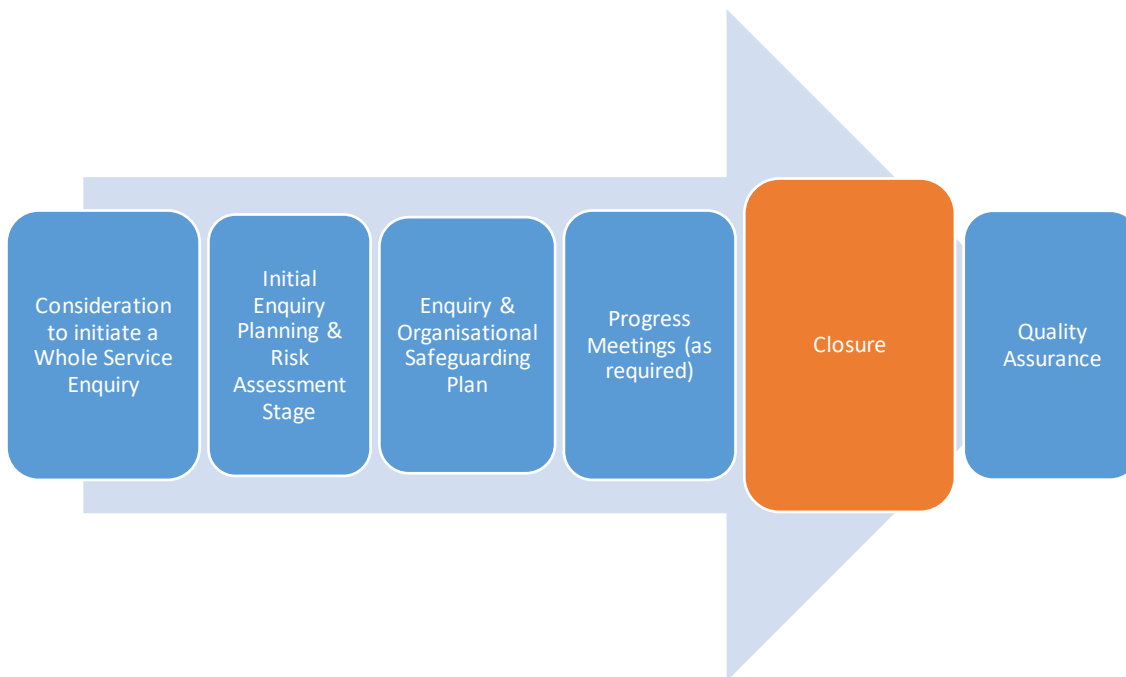 Consideration
to initiate a
Whole Service
Enquiry
Initial
Enquiry
Planning &
Risk
Assessment
Stage
Enquiry &
Organisational
Safeguarding
Plan
Progress
Meetings (as
required)
Closure
Quality
Assurance